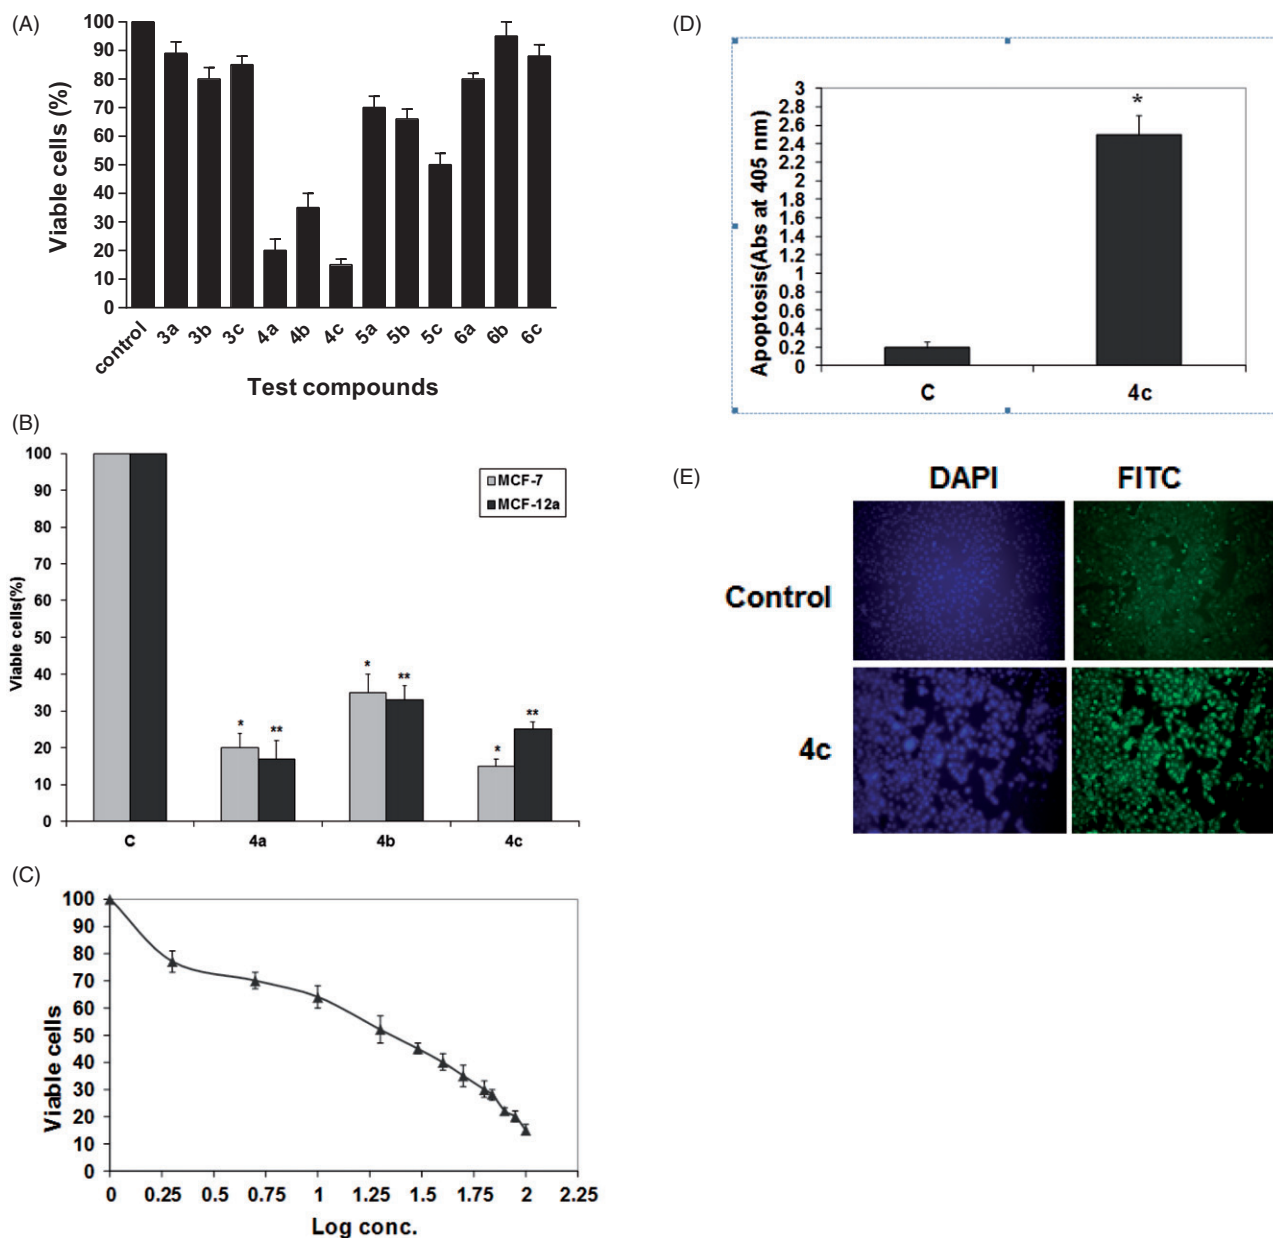 (A)
100
90
80
70
60
50
40
30
20
10
0
Viable cells (%)
control
3a
3b
3c
4a
4b
4c
5a
5b
5c
6a
6b
6c
Test compounds
(B)
100
90
80
70
60
50
40
30
20
10
0
Viable cells(%)
MCF-7
MCF-12a
*
**
*
**
*
**
C
4a
4b
4c
(C)
100
90
80
70
60
50
40
30
20
10
0
Viable cells
0
0.25
0.5
0.75
1
1.25
1.5
1.75
2
2.25
Log conc.
(D)
3
2.8
2.6
2.4
2.2
2
1.8
1.6
1.4
1.2
1
0.8
0.6
0.4
0.2
0
Apoptosis(Abs at 405 nm)
*
C
4c
(E)
DAPI
FITC
Control
4c